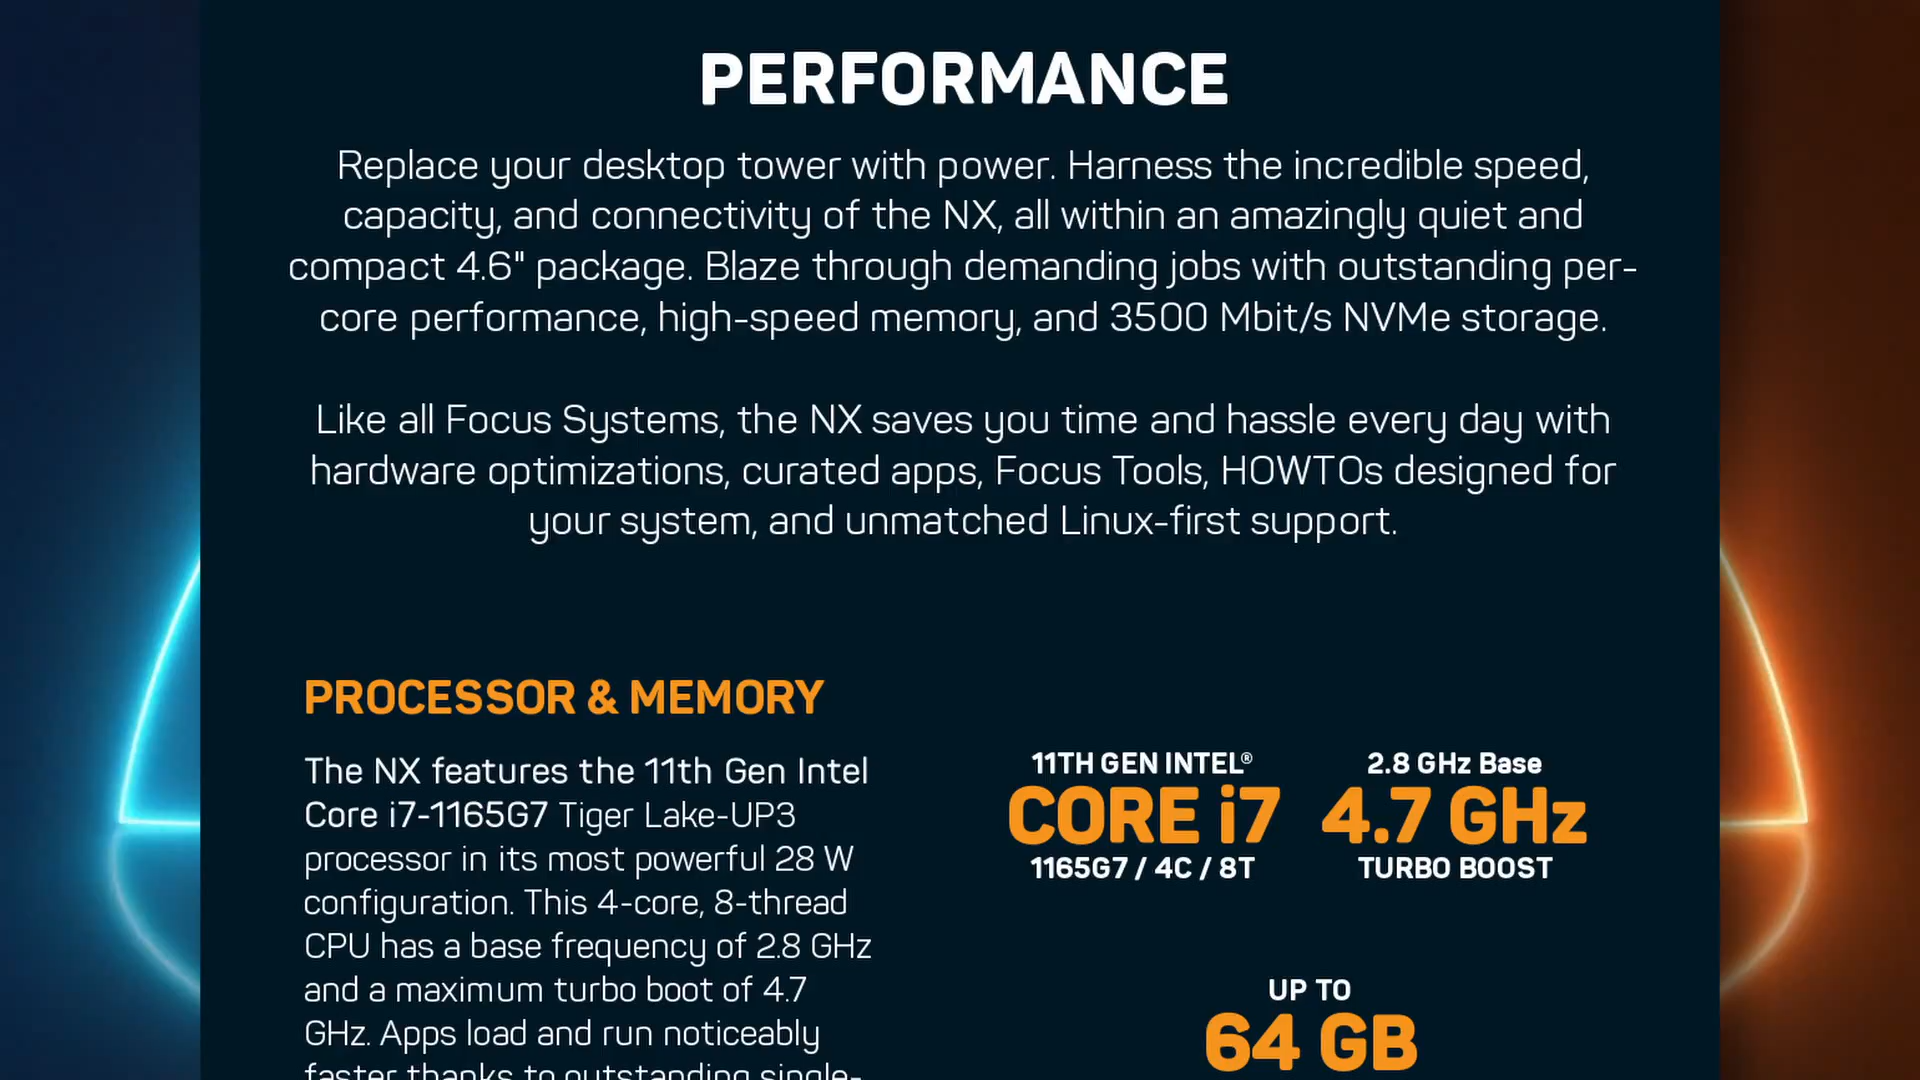 PERFORMANCE
Replace your desktop tower with power. Harness the incredible speed,
capacity, and connectivity of the NX, all within an amazingly quiet and
compact 4.6" package. Blaze through demanding jobs with outstanding per-
core performance, high-speed memory, and 3500 Mbit/s NVMe storage.
Like all Focus Systems, the NX saves you time and hassle every day with
hardware optimizations, curated apps, Focus Tools, HOWTOs designed for
your system, and unmatched Linux-first support.
PROCESSOR & MEMORY
The NX features the 11th Gen Intel
Core i7-1165G7 Tiger Lake-UP3
processor in its most powerful 28 W
configuration. This 4-core, 8-thread
CPU has a base frequency of 2.8 GHz
and a maximum turbo boot of 4.7
GHz. Apps load and run noticeably
faster thanks to outstanding single-
11TH GEN INTEL®
CORE i7
1165G7 / 4C / 8T
2.8 GHz Base
4.7 GHz
TURBO BOOST
UP TO
64 GB